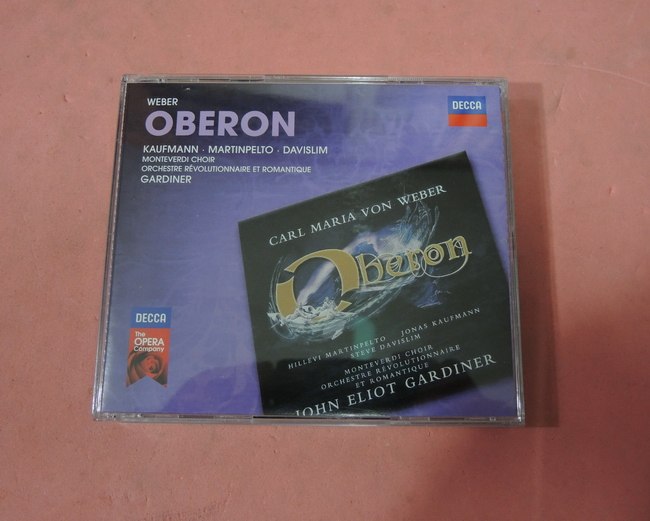 WEBER
OBERON
KAUFMANN · MARTINPELTO · DAVISLIM
MONTEVERDI CHOIR
ORCHESTRE RÉVOLUTIONNAIRE ET ROMANTIQUE
GARDINER
DECCA
CARL MARIA VON WEBER
Oberon
HILLEVI MARTINPELTO JONAS KAUFMANN
STEVE DAVISLIM
MONTEVERDI CHOIR
ORCHESTRE RÉVOLUTIONNAIRE
ET ROMANTIQUE
JOHN ELIOT GARDINER
DECCA
The
OPERA
Company